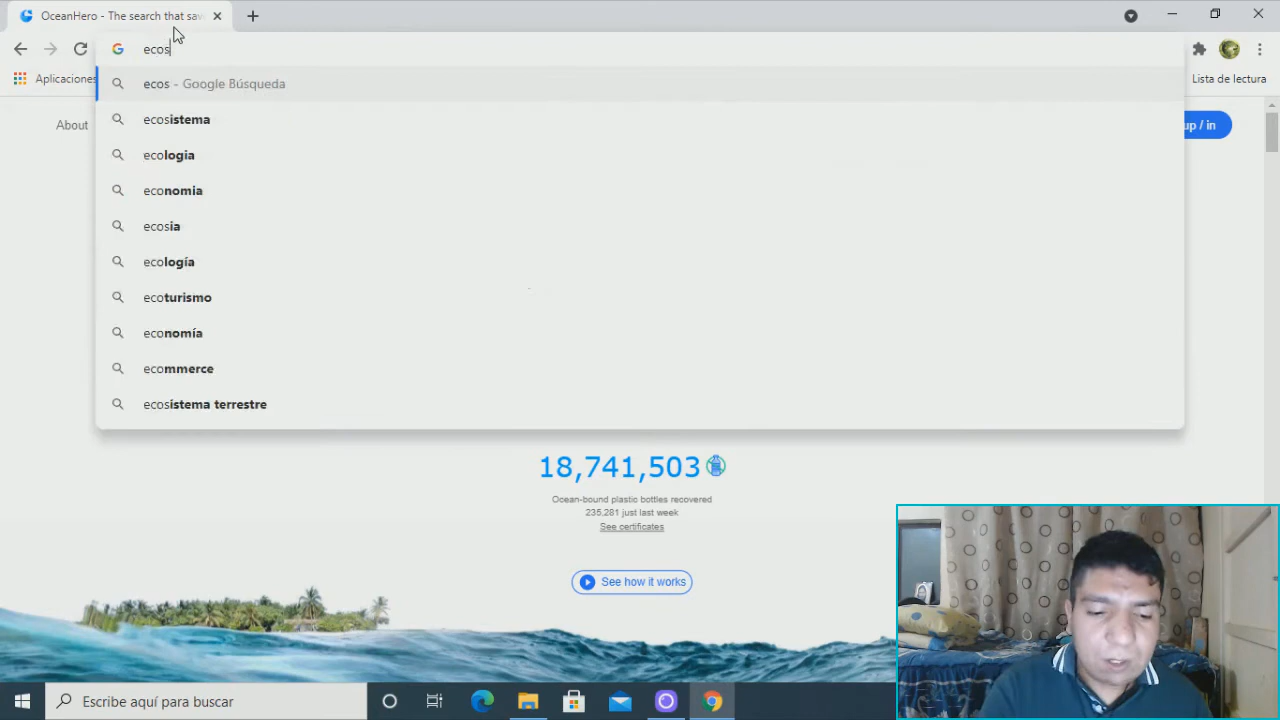 OceanHero - The search that sav
ecos
Aplicaciones
Lista de lectura
ecos - Google Búsqueda
ecosistema
ecologia
economia
ecosia
ecología
ecoturismo
economía
ecommerce
ecosistema terrestre
About
up / in
18,741,503
Ocean-bound plastic bottles recovered
235,281 just last week
See certificates
See how it works
Escribe aquí para buscar